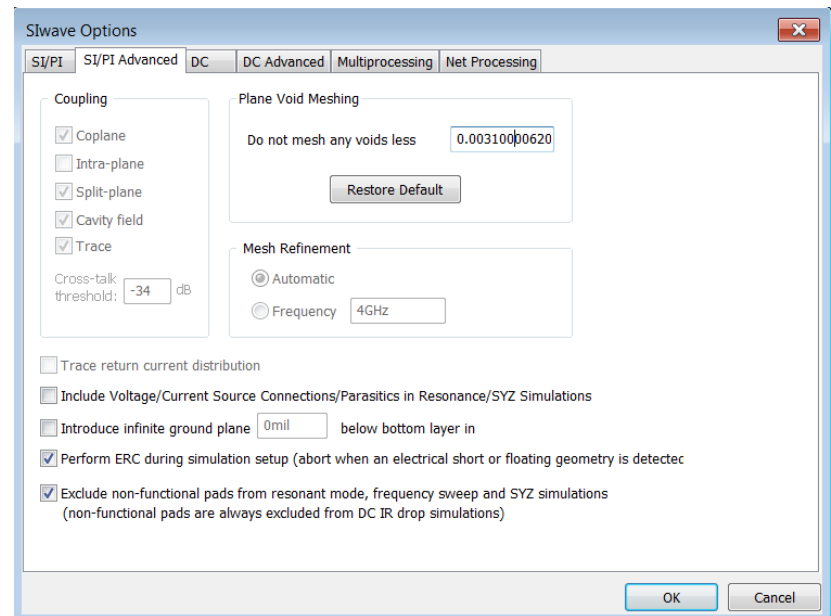 SIwave Options
SI/PI SI/PI Advanced DC DC Advanced Multiprocessing Net Processing
Coupling
Coplane
Intra-plane
Split-plane
Cavity field
Trace
Cross-talk
threshold: -34 dB
Plane Void Meshing
Do not mesh any voids less 0.00310000620
Restore Default
Mesh Refinement
Automatic
Frequency 4GHz
Trace return current distribution
Include Voltage/Current Source Connections/Parasitics in Resonance/SYZ Simulations
Introduce infinite ground plane 0mil below bottom layer in
Perform ERC during simulation setup (abort when an electrical short or floating geometry is detected
Exclude non-functional pads from resonant mode, frequency sweep and SYZ simulations
(non-functional pads are always excluded from DC IR drop simulations)
OK Cancel